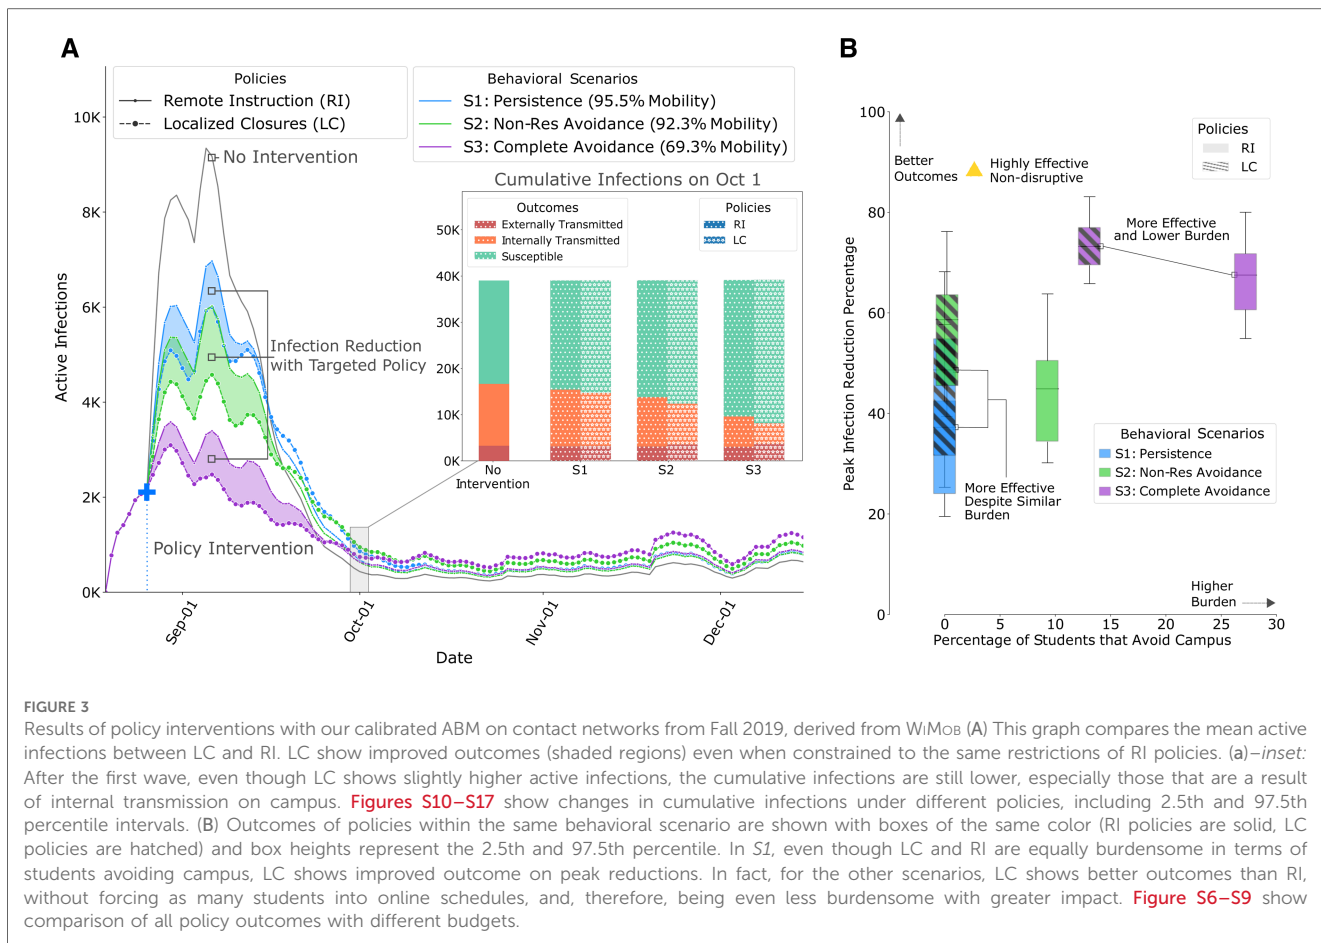 A
Policies
Remote Instruction (RI)
Localized Closures (LC)
Behavioral Scenarios
S1: Persistence (95.5% Mobility)
S2: Non-Res Avoidance (92.3% Mobility)
S3: Complete Avoidance (69.3% Mobility)
10K
8K
6K
4K
2K
0K
Active Infections
No Intervention
Infection Reduction
with Targeted Policy
Policy Intervention
Sep-01
Oct-01
Nov-01
Dec-01
Date
Cumulative Infections on Oct 1
Outcomes
Externally Transmitted
Internally Transmitted
Susceptible
Policies
RI
LC
50K
40K
30K
20K
10K
0K
No
Intervention
S1
S2
S3
B
100
80
60
40
20
0
Peak Infection Reduction Percentage
Better
Outcomes
Highly Effective
Non-disruptive
Policies
RI
LC
More Effective
and Lower Burden
Behavioral Scenarios
S1: Persistence
S2: Non-Res Avoidance
S3: Complete Avoidance
More Effective
Despite Similar
Burden
Higher
Burden
0
5
10
15
20
25
30
Percentage of Students that Avoid Campus
FIGURE 3
Results of policy interventions with our calibrated ABM on contact networks from Fall 2019, derived from WiMob (A) This graph compares the mean active
infections between LC and RI. LC show improved outcomes (shaded regions) even when constrained to the same restrictions of RI policies. (a)–inset:
After the first wave, even though LC shows slightly higher active infections, the cumulative infections are still lower, especially those that are a result
of internal transmission on campus. Figures S10–S17 show changes in cumulative infections under different policies, including 2.5th and 97.5th
percentile intervals. (B) Outcomes of policies within the same behavioral scenario are shown with boxes of the same color (RI policies are solid, LC
policies are hatched) and box heights represent the 2.5th and 97.5th percentile. In S1, even though LC and RI are equally burdensome in terms of
students avoiding campus, LC shows improved outcome on peak reductions. In fact, for the other scenarios, LC shows better outcomes than RI,
without forcing as many students into online schedules, and, therefore, being even less burdensome with greater impact. Figure S6–S9 show
comparison of all policy outcomes with different budgets.